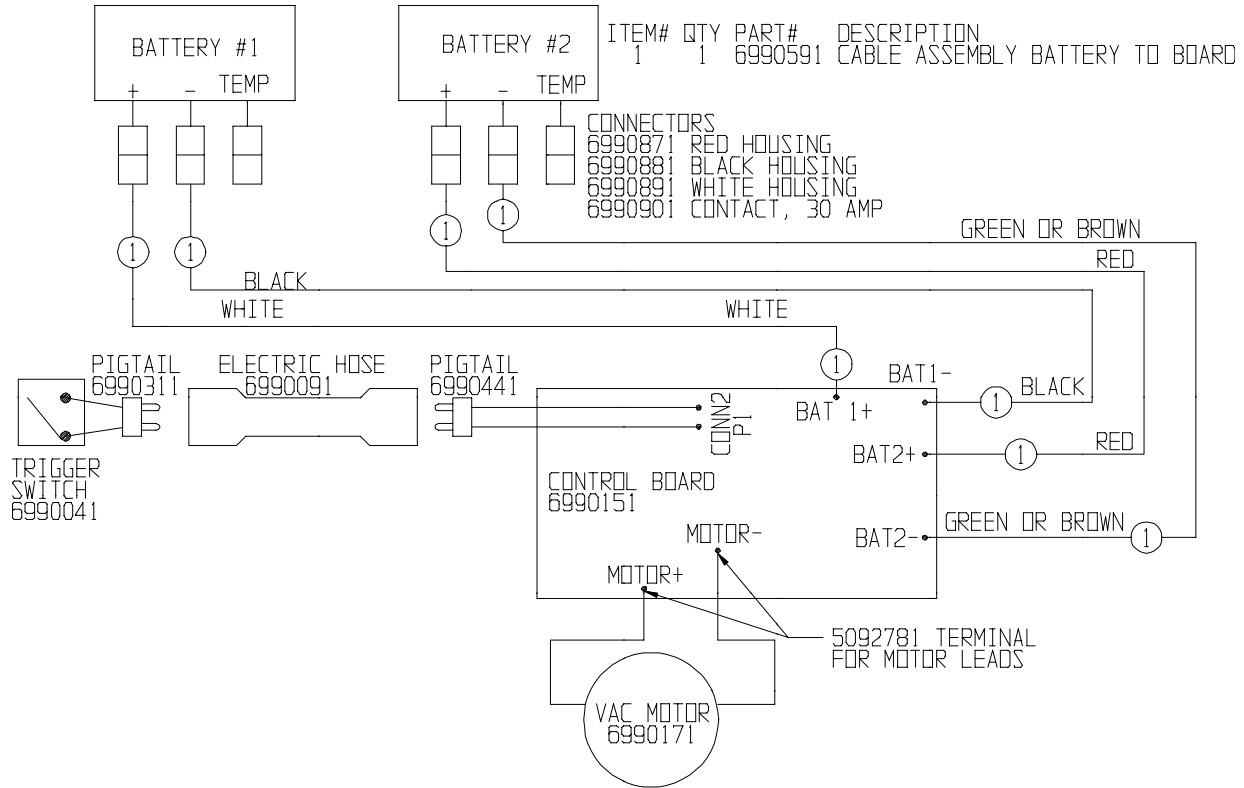 BATTERY #1
+ - TEMP
BATTERY #2
+ - TEMP
ITEM# QTY PART# DESCRIPTION
1 1 6990591 CABLE ASSEMBLY BATTERY TO BOARD
CONNECTORS
6990871 RED HOUSING
6990881 BLACK HOUSING
6990891 WHITE HOUSING
6990901 CONTACT, 30 AMP
1
1
1
1
GREEN OR BROWN
RED
BLACK
WHITE
WHITE
PIGTAIL
6990311
ELECTRIC HOSE
6990091
PIGTAIL
6990441
1
BAT1-
1
BLACK
CONN2
P1
BAT 1+
BAT2+
1
RED
TRIGGER
SWITCH
6990041
CONTROL BOARD
6990151
MOTOR-
BAT2-
GREEN OR BROWN
1
MOTOR+
5092781 TERMINAL
FOR MOTOR LEADS
VAC MOTOR
6990171